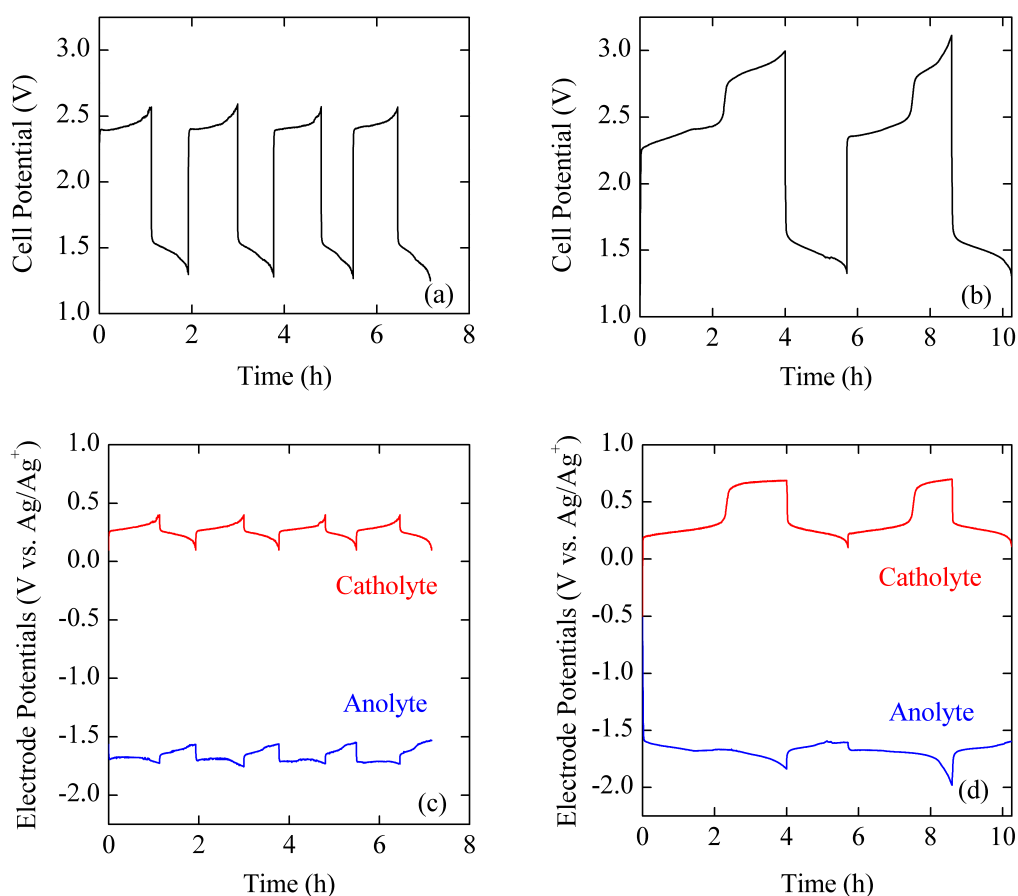 3.0
2.5
2.0
1.5
1.0
0 2 4 6 8
Cell Potential (V)
Time (h)
(a)
3.0
2.5
2.0
1.5
1.0
0 2 4 6 8 10
Cell Potential (V)
Time (h)
(b)
1.0
0.5
0.0
-0.5
-1.0
-1.5
-2.0
0 2 4 6 8
Electrode Potentials (V vs. Ag/Ag⁺)
Time (h)
Catholyte
Anolyte
(c)
1.0
0.5
0.0
-0.5
-1.0
-1.5
-2.0
0 2 4 6 8 10
Electrode Potentials (V vs. Ag/Ag⁺)
Time (h)
Catholyte
Anolyte
(d)